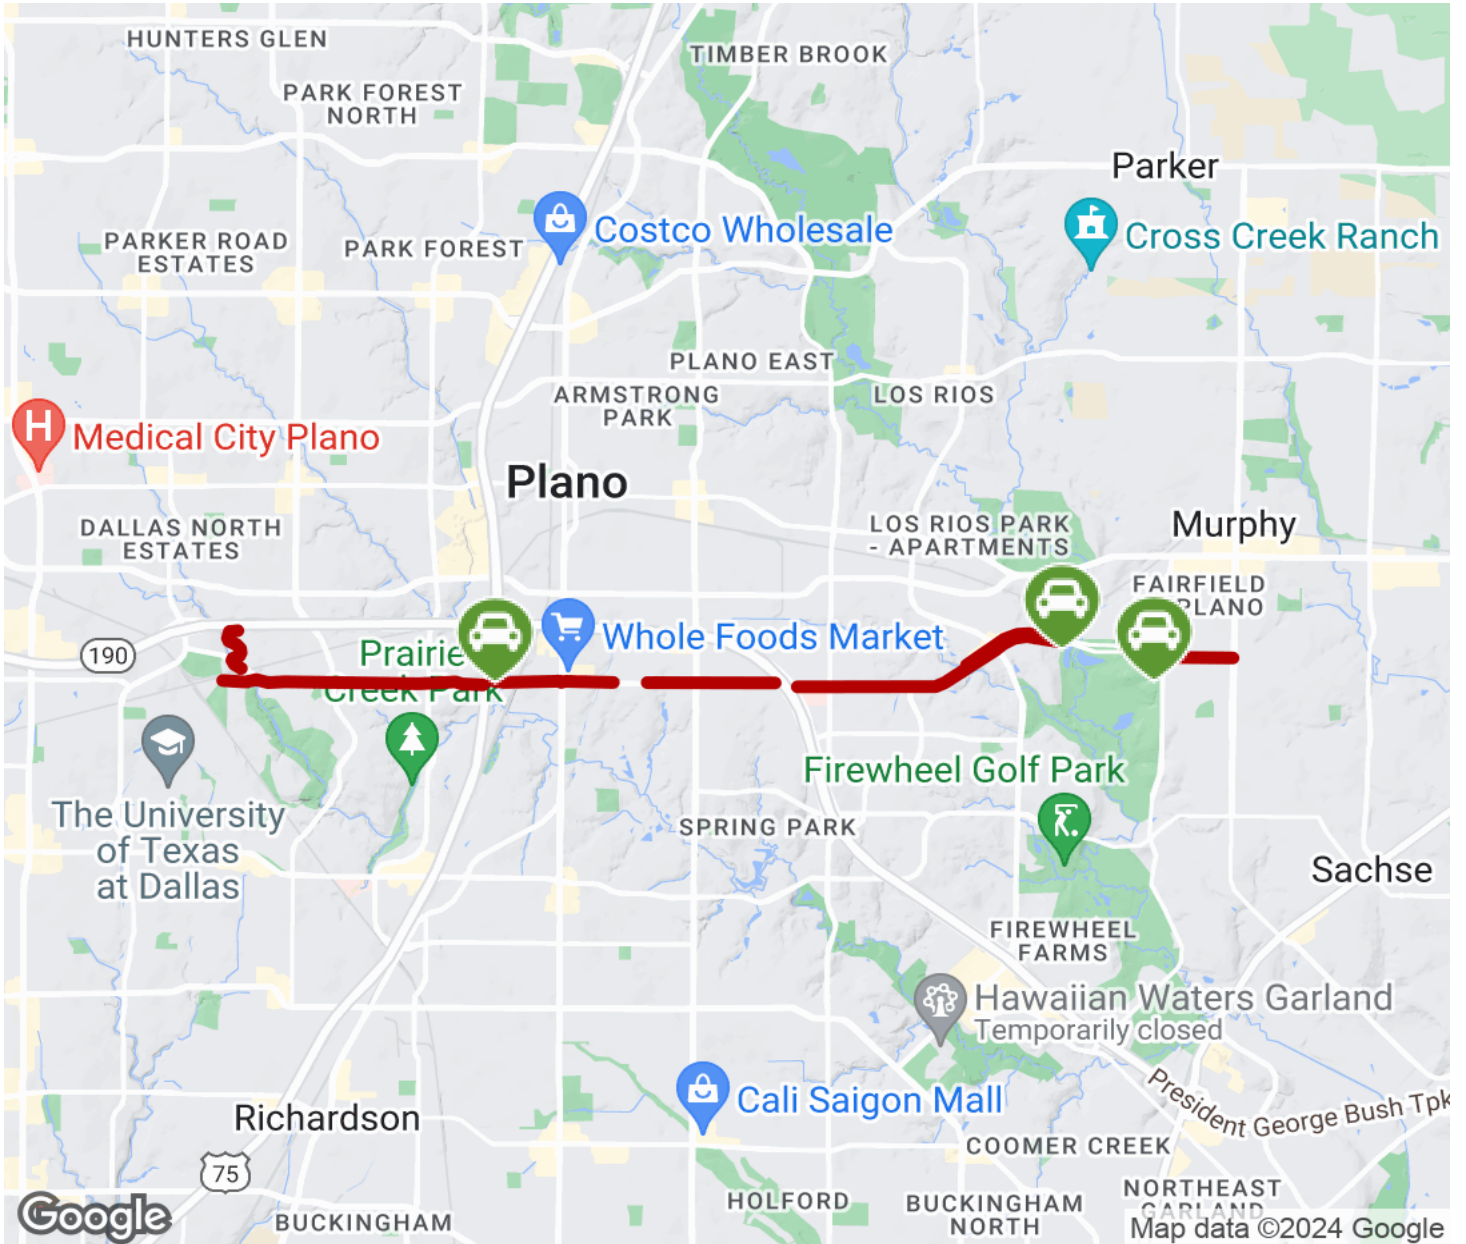 HUNTERS GLEN
TIMBER BROOK
PARK FOREST
NORTH
Parker
Costco Wholesale
Cross Creek Ranch
PARKER ROAD
ESTATES
PARK FOREST
PLANO EAST
ARMSTRONG
PARK
LOS RIOS
H
Medical City Plano
Plano
DALLAS NORTH
ESTATES
LOS RIOS PARK
- APARTMENTS
Murphy
FAIRFIELD
PLANO
190
Prairie
Creek Park
Whole Foods Market
The University
of Texas
at Dallas
Firewheel Golf Park
SPRING PARK
Sachse
FIREWHEEL
FARMS
Hawaiian Waters Garland
Temporarily closed
Cali Saigon Mall
President George Bush Tpk
Richardson
COOMER CREEK
75
HOLFORD
BUCKINGHAM
NORTH
NORTHEAST
GARLAND
BUCKINGHAM
Google
Map data ©2024 Google